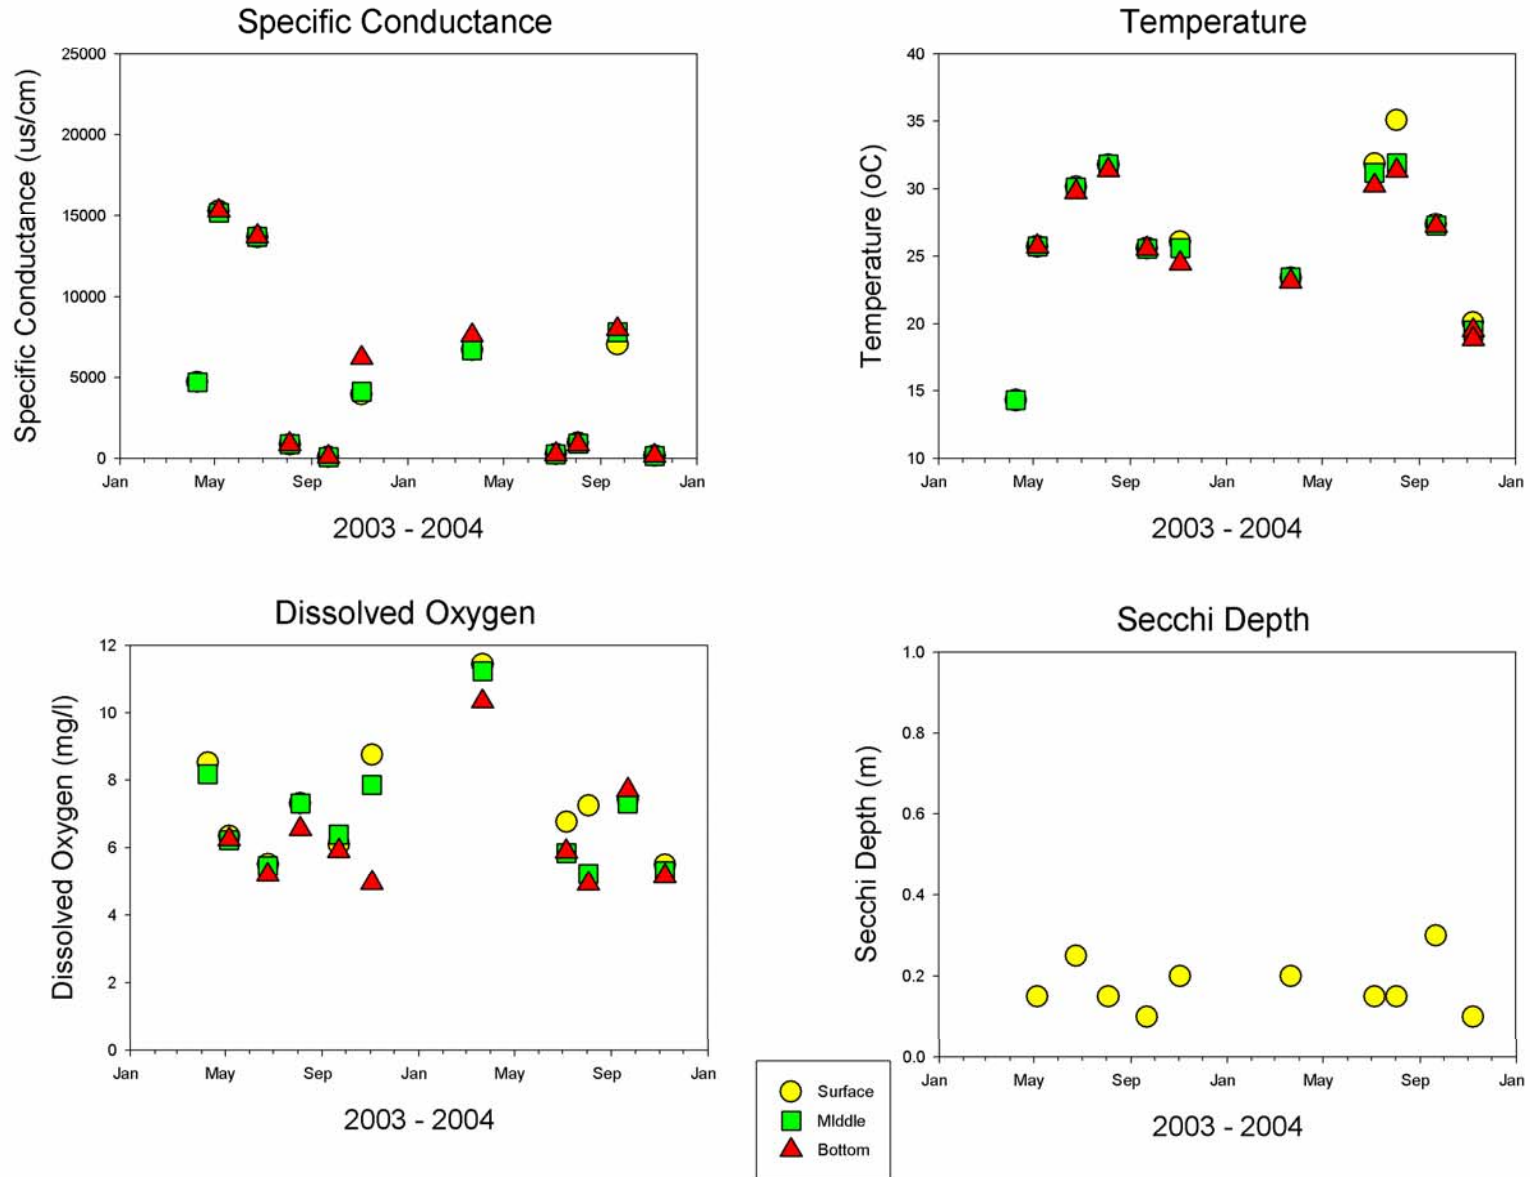 Specific Conductance
Specific Conductance (us/cm)
25000
20000
15000
10000
5000
0
Jan May Sep Jan May Sep Jan
2003 - 2004
Temperature
Temperature (oC)
40
35
30
25
20
15
10
Jan May Sep Jan May Sep Jan
2003 - 2004
Dissolved Oxygen
Dissolved Oxygen (mg/l)
12
10
8
6
4
2
0
Jan May Sep Jan May Sep Jan
2003 - 2004
Secchi Depth
Secchi Depth (m)
1.0
0.8
0.6
0.4
0.2
0.0
Jan May Sep Jan May Sep Jan
2003 - 2004
Surface
MIddle
Bottom